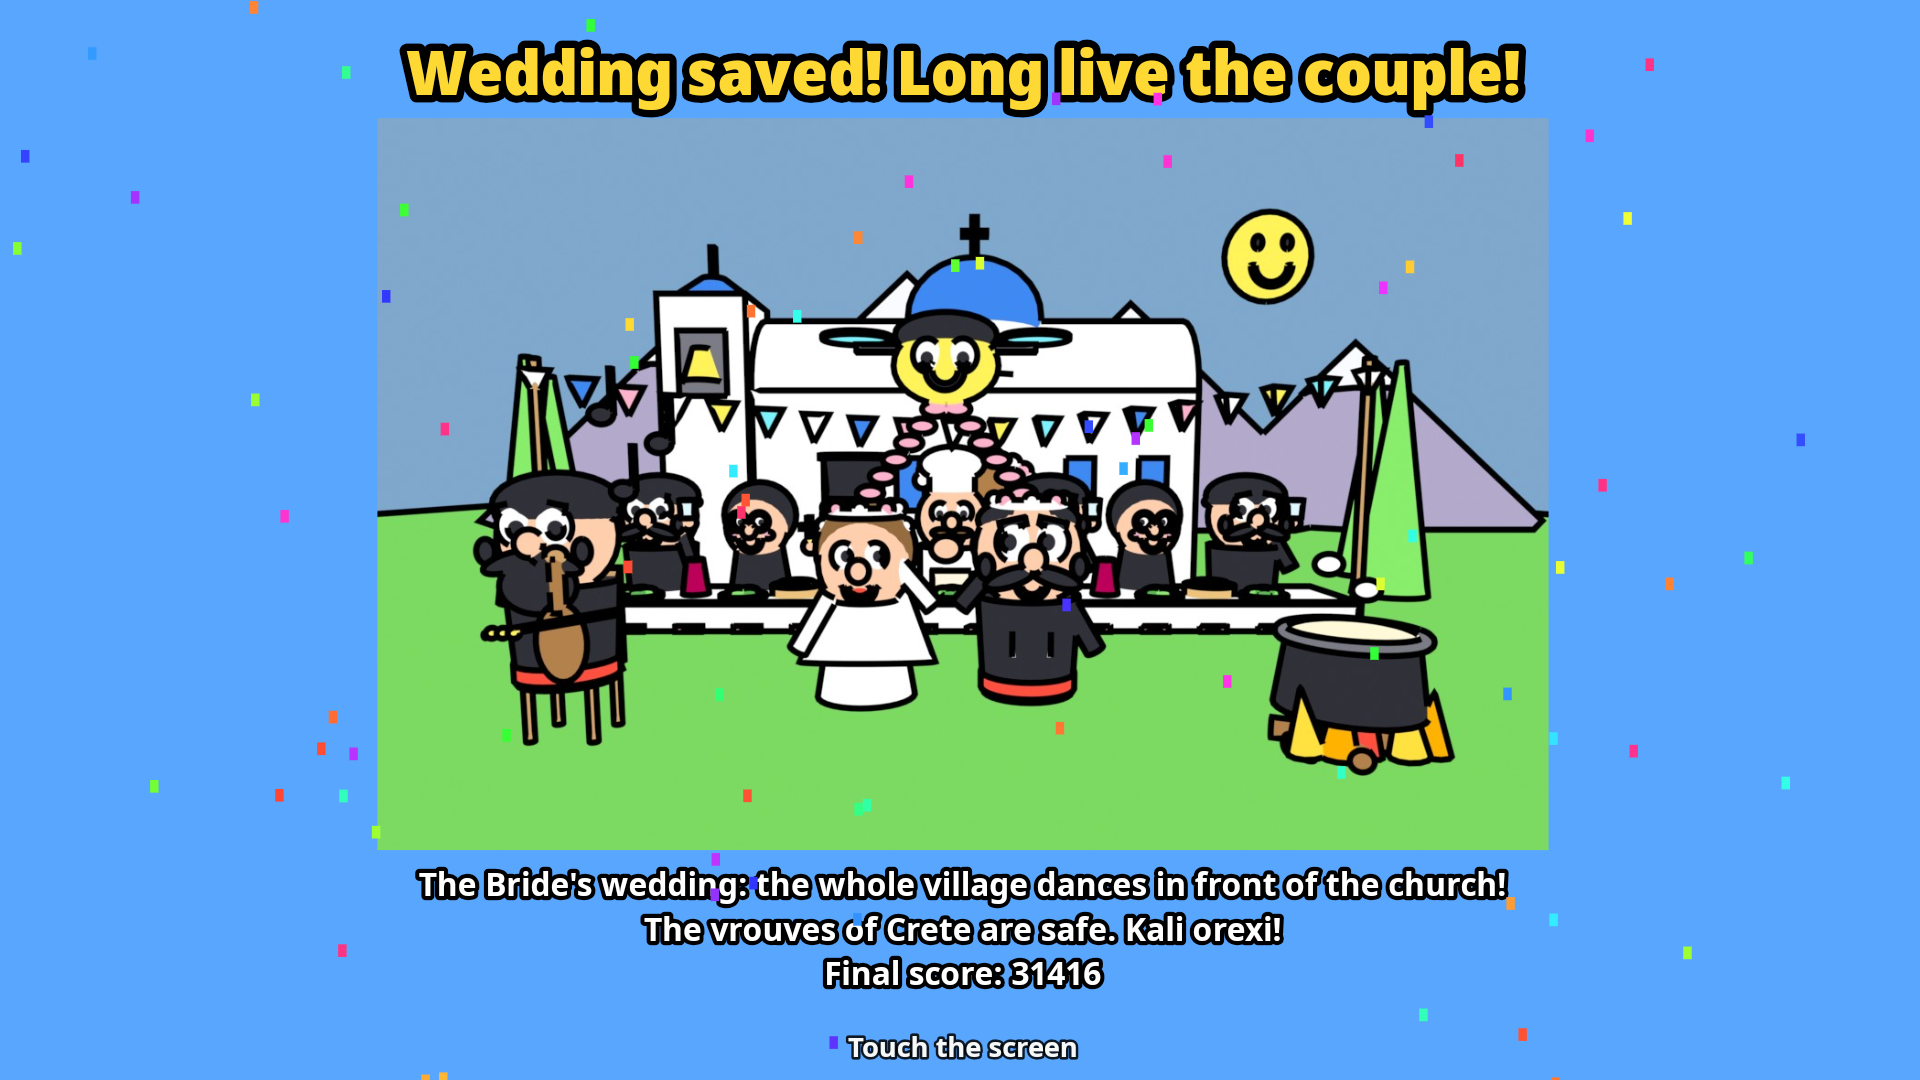 Wedding saved! Long live the couple!
The Bride's wedding: the whole village dances in front of the church!
The vrouves of Crete are safe. Kali orexi!
Final score: 31416
Touch the screen